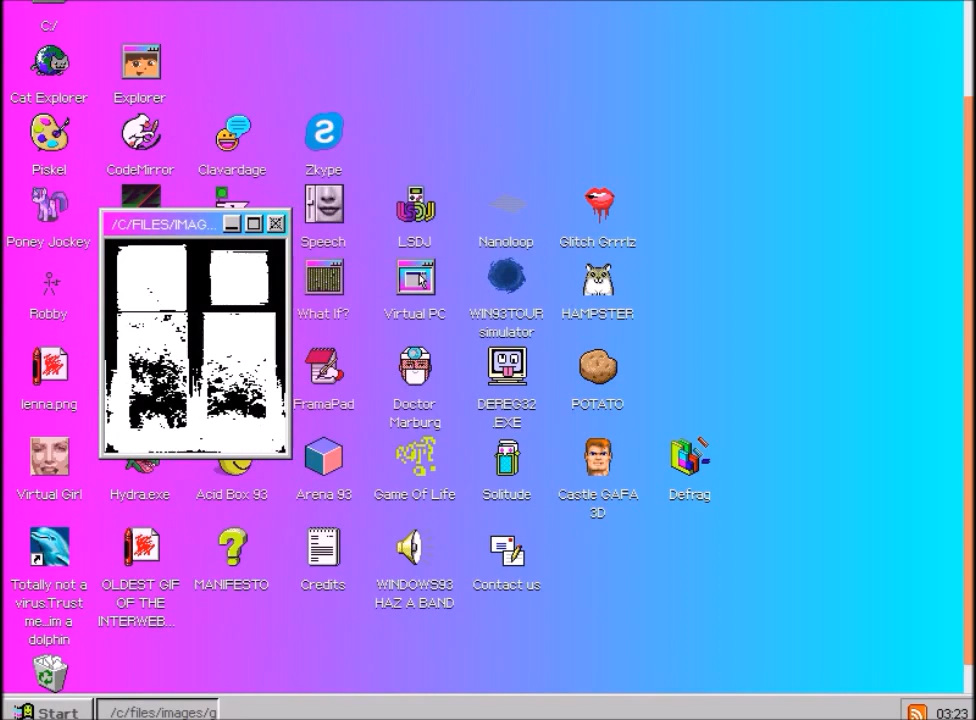 C:/
Cat Explorer
Explorer
Piskel
CodeMirror
Clavardage
Zkype
Poney Jockey
/C/FILES/IMAG...
Speech
LSDJ
Nanoloop
Glitch Grrrlz
Robby
What If?
Virtual PC
WIN93TOUR
simulator
HAMPSTER
lenna.png
FramaPad
Doctor
Marburg
DEREG32
.EXE
POTATO
Virtual Girl
Hydra.exe
Acid Box 93
Arena 93
Game Of Life
Solitude
Castle GAFA
3D
Defrag
Totally not a
virus.Trust
me...im a
dolphin
OLDEST GIF
OF THE
INTERWEB...
MANIFESTO
Credits
WINDOWS93
HAZ A BAND
Contact us
Start
/c/files/images/g
03:23